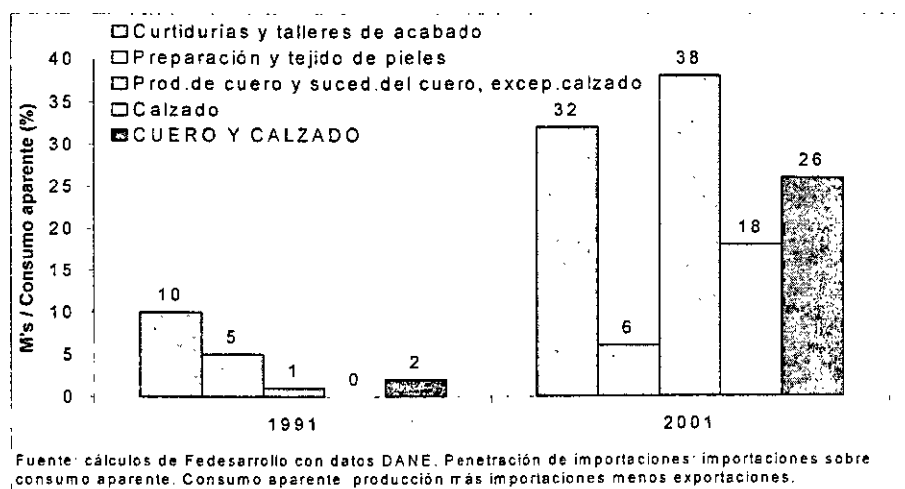 Curtidurias y talleres de acabado
Preparación y tejido de pieles
Prod.de cuero y suced.del cuero, excep.calzado
Calzado
CUERO Y CALZADO
M's / Consumo aparente (%)
40
35
30
25
20
15
10
5
0
10
5
1
0
2
32
6
38
18
26
1991
2001
Fuente: cálculos de Fedesarrollo con datos DANE. Penetración de importaciones: importaciones sobre
consumo aparente. Consumo aparente producción más importaciones menos exportaciones.